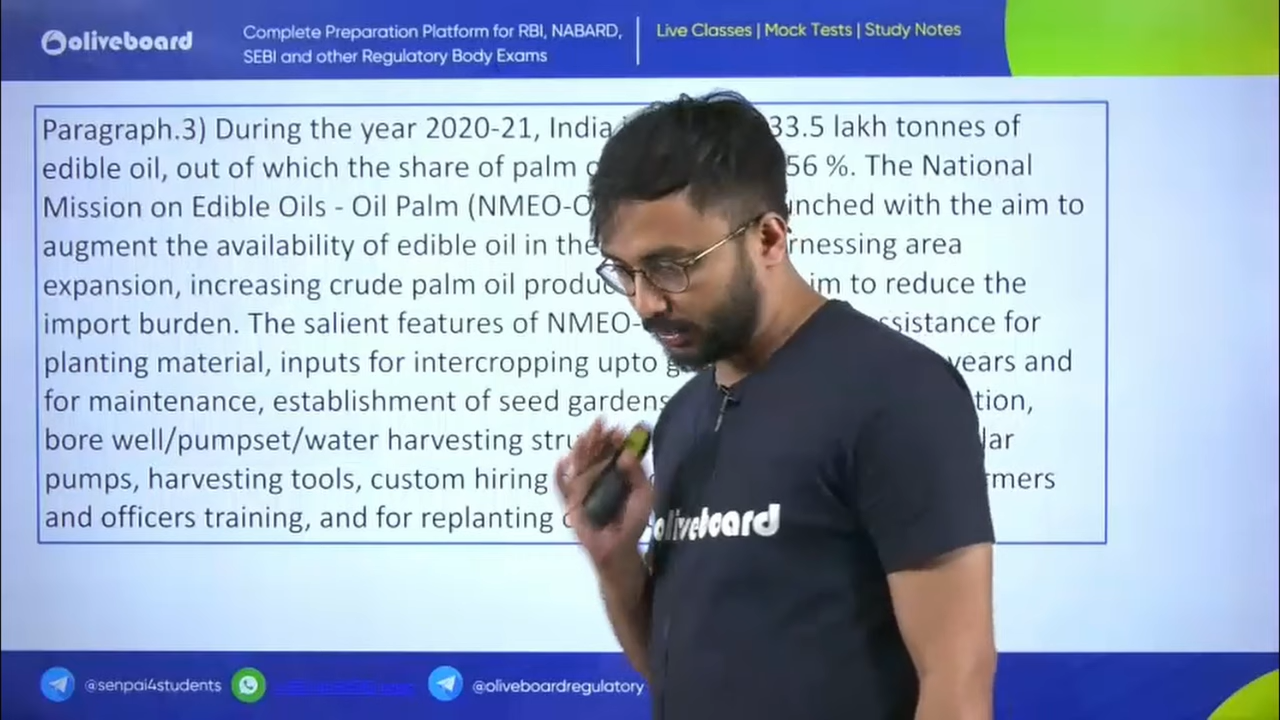 oliveboard
Complete Preparation Platform for RBI, NABARD,
SEBI and other Regulatory Body Exams
Live Classes | Mock Tests | Study Notes
Paragraph.3) During the year 2020-21, India 33.5 lakh tonnes of
edible oil, out of which the share of palm 56 %. The National
Mission on Edible Oils - Oil Palm (NMEO-O unched with the aim to
augment the availability of edible oil in the rnessing area
expansion, increasing crude palm oil produc im to reduce the
import burden. The salient features of NMEO- ssistance for
planting material, inputs for intercropping upto years and
for maintenance, establishment of seed gardens tion,
bore well/pumpset/water harvesting stru lar
pumps, harvesting tools, custom hiring mers
and officers training, and for replanting
oliveboard
@senpai4students
@oliveboardregulatory